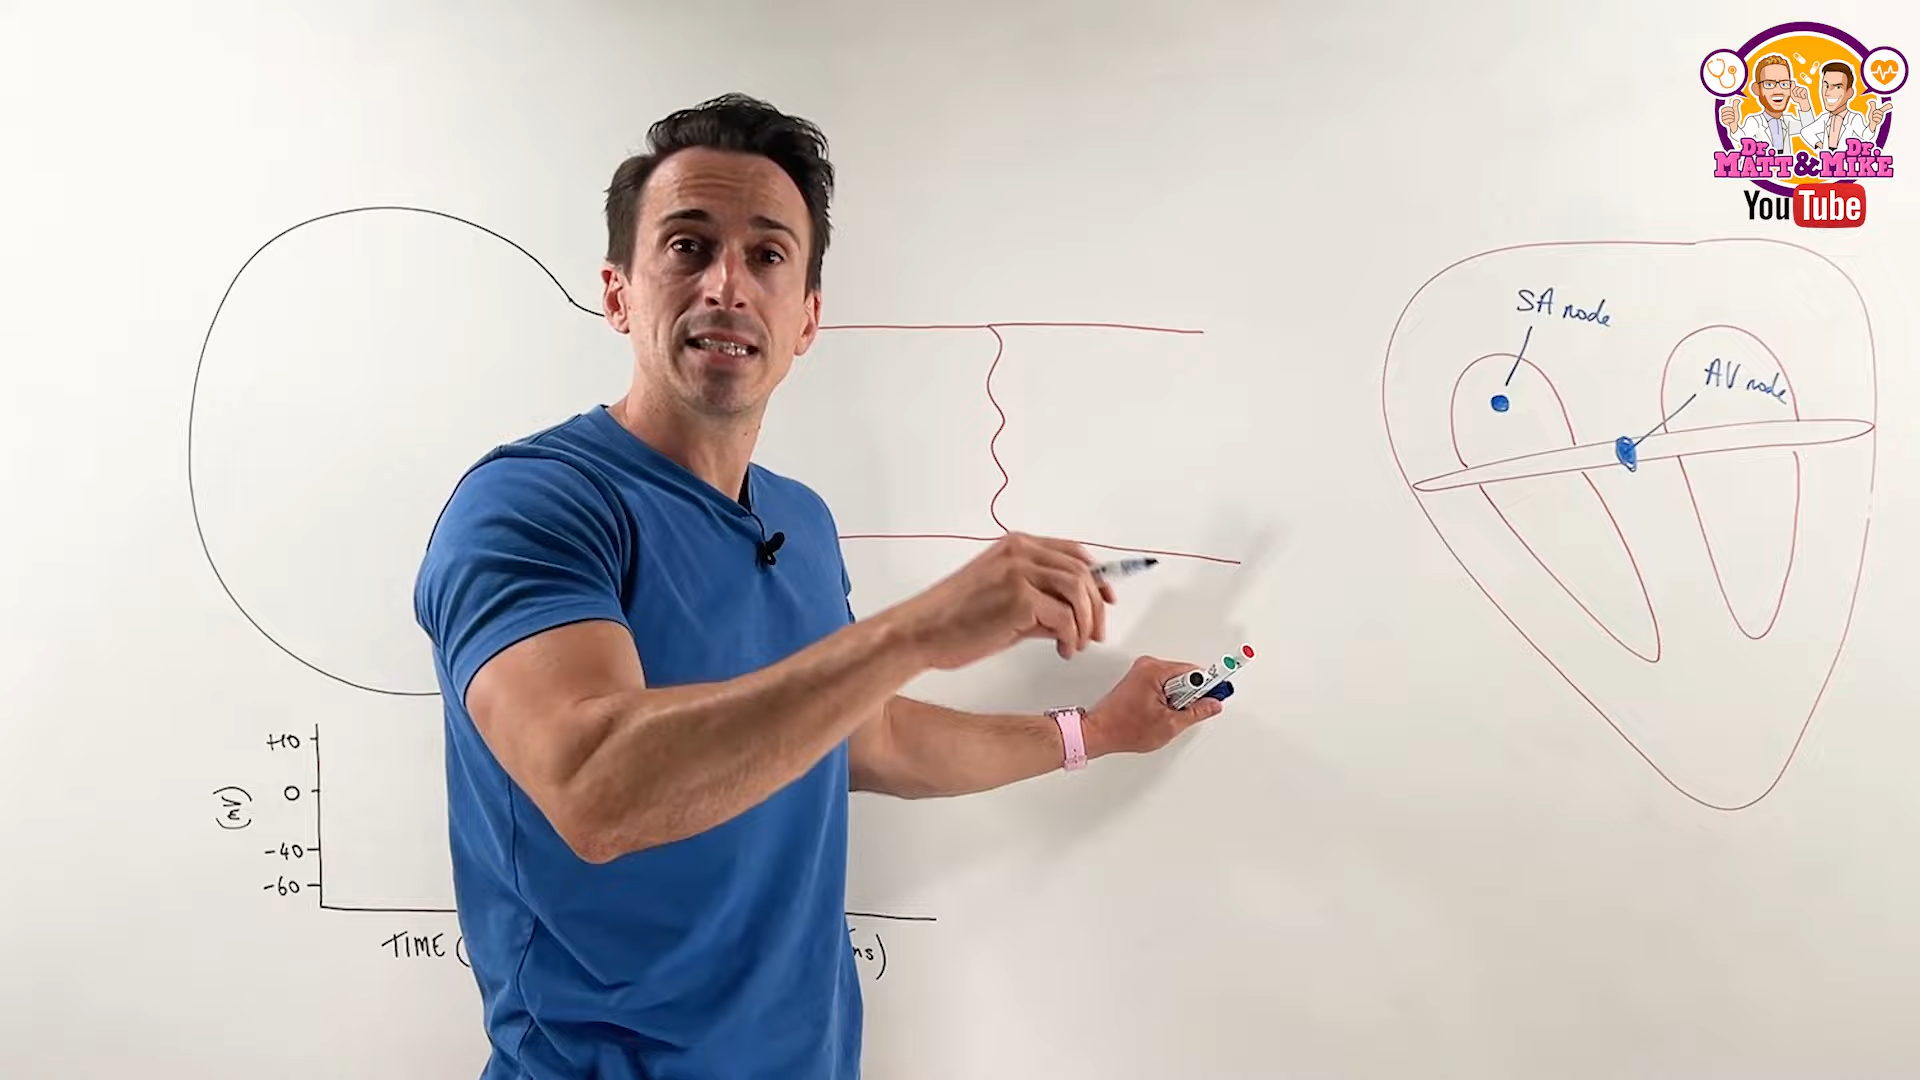 Dr. Dr.
MATT & MIKE
YouTube
SA node
AV node
+10
0
-40
-60
(mV)
TIME ( ms)